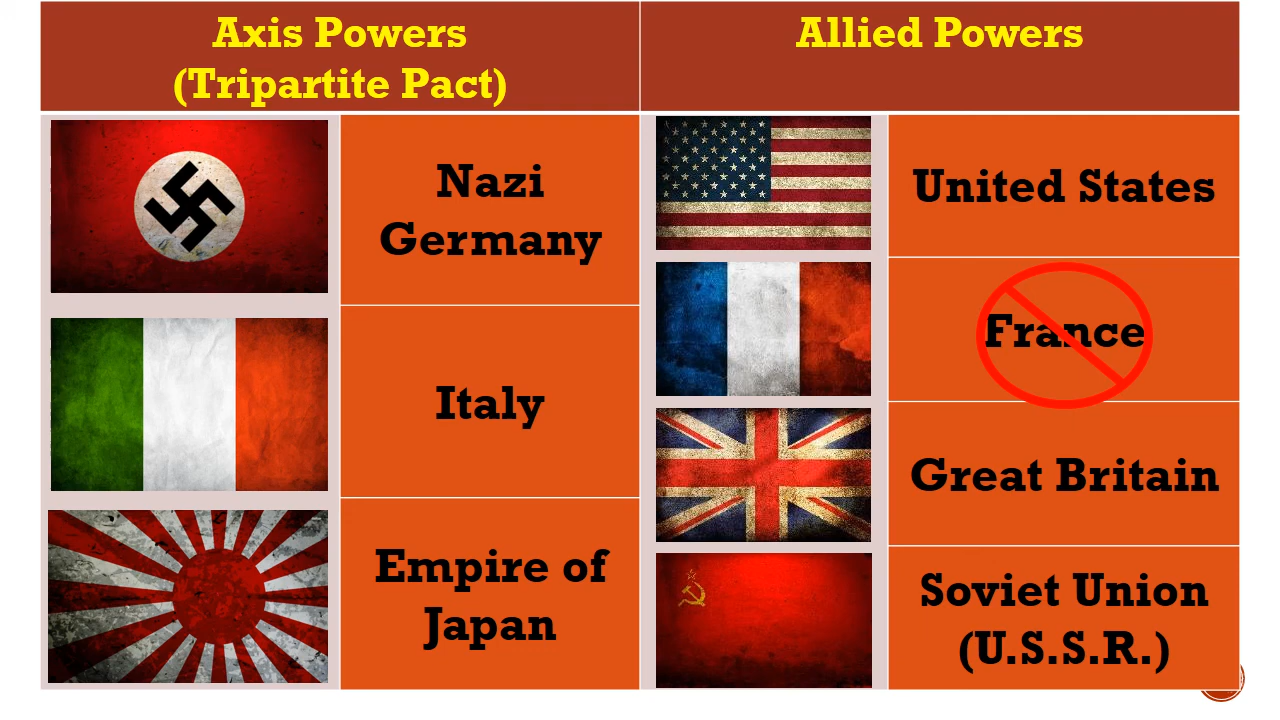 Axis Powers
(Tripartite Pact)
Allied Powers
Nazi
Germany
United States
France
Italy
Great Britain
Empire of
Japan
Soviet Union
(U.S.S.R.)